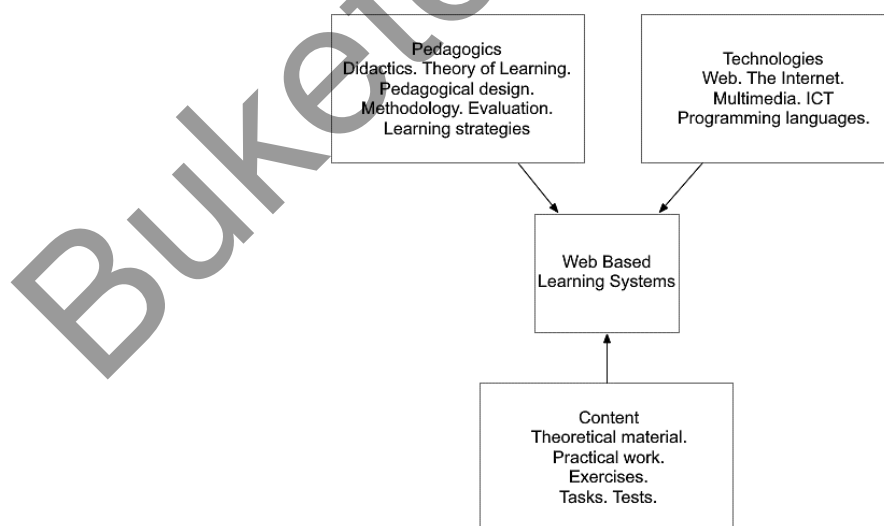 Pedagogics
Didactics. Theory of Learning.
Pedagogical design.
Methodology. Evaluation.
Learning strategies
Technologies
Web. The Internet.
Multimedia. ICT
Programming languages.
Web Based
Learning Systems
Content
Theoretical material.
Practical work.
Exercises.
Tasks. Tests.